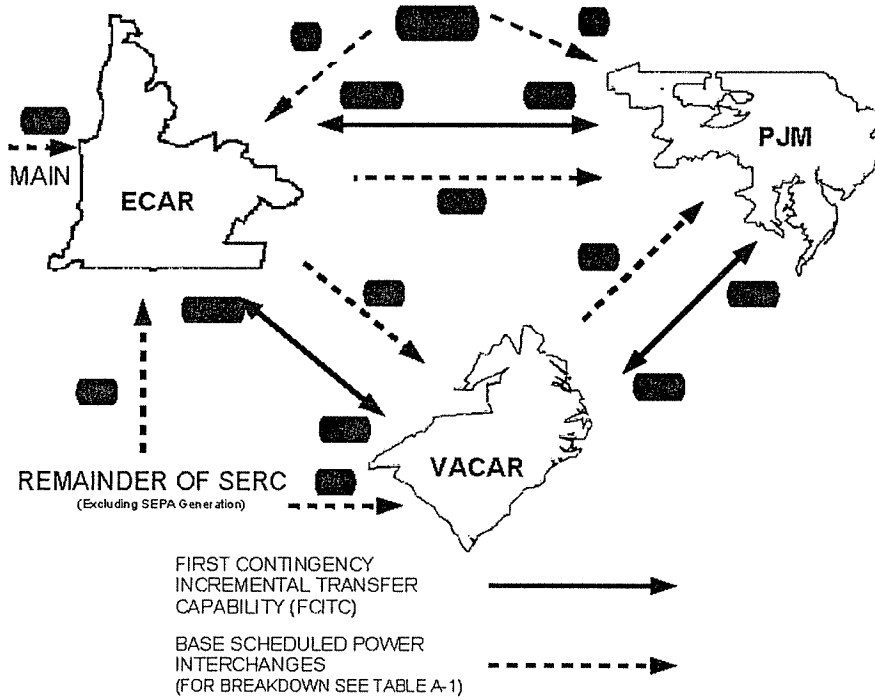 PJM
MAIN
ECAR
VACAR
REMAINDER OF SERC
(Excluding SEPA Generation)
FIRST CONTINGENCY
INCREMENTAL TRANSFER
CAPABILITY (FCITC)
BASE SCHEDULED POWER
INTERCHANGES
(FOR BREAKDOWN SEE TABLE A-1)